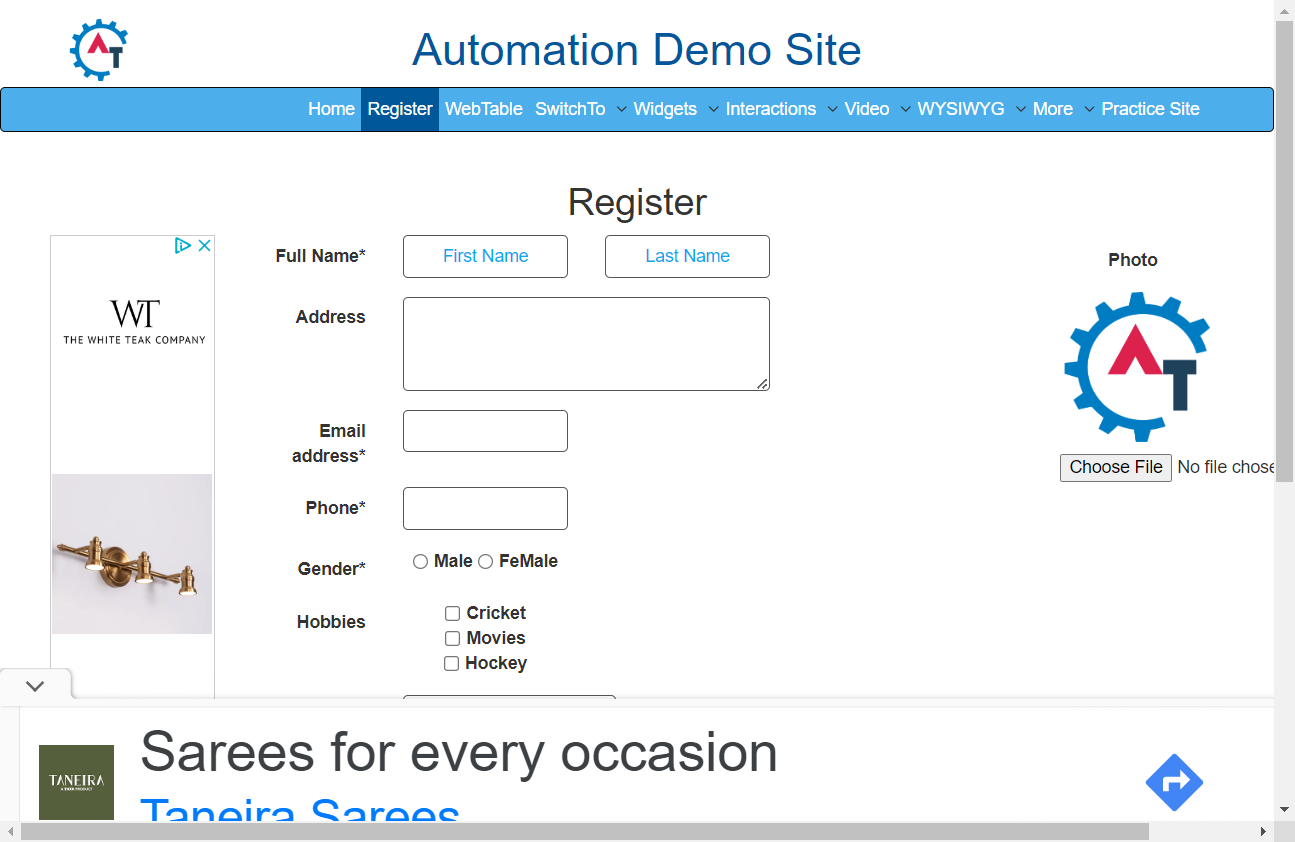 Automation Demo Site
Home Register WebTable SwitchTo Widgets Interactions Video WYSIWYG More Practice Site
Register
WT
THE WHITE TEAK COMPANY
Full Name* First Name Last Name
Address
Email
address*
Phone*
Gender* Male FeMale
Hobbies Cricket
Movies
Hockey
Photo
AT
Choose File No file chose
TANEIRA
A TITAN PRODUCT
Sarees for every occasion
Taneira Sarees